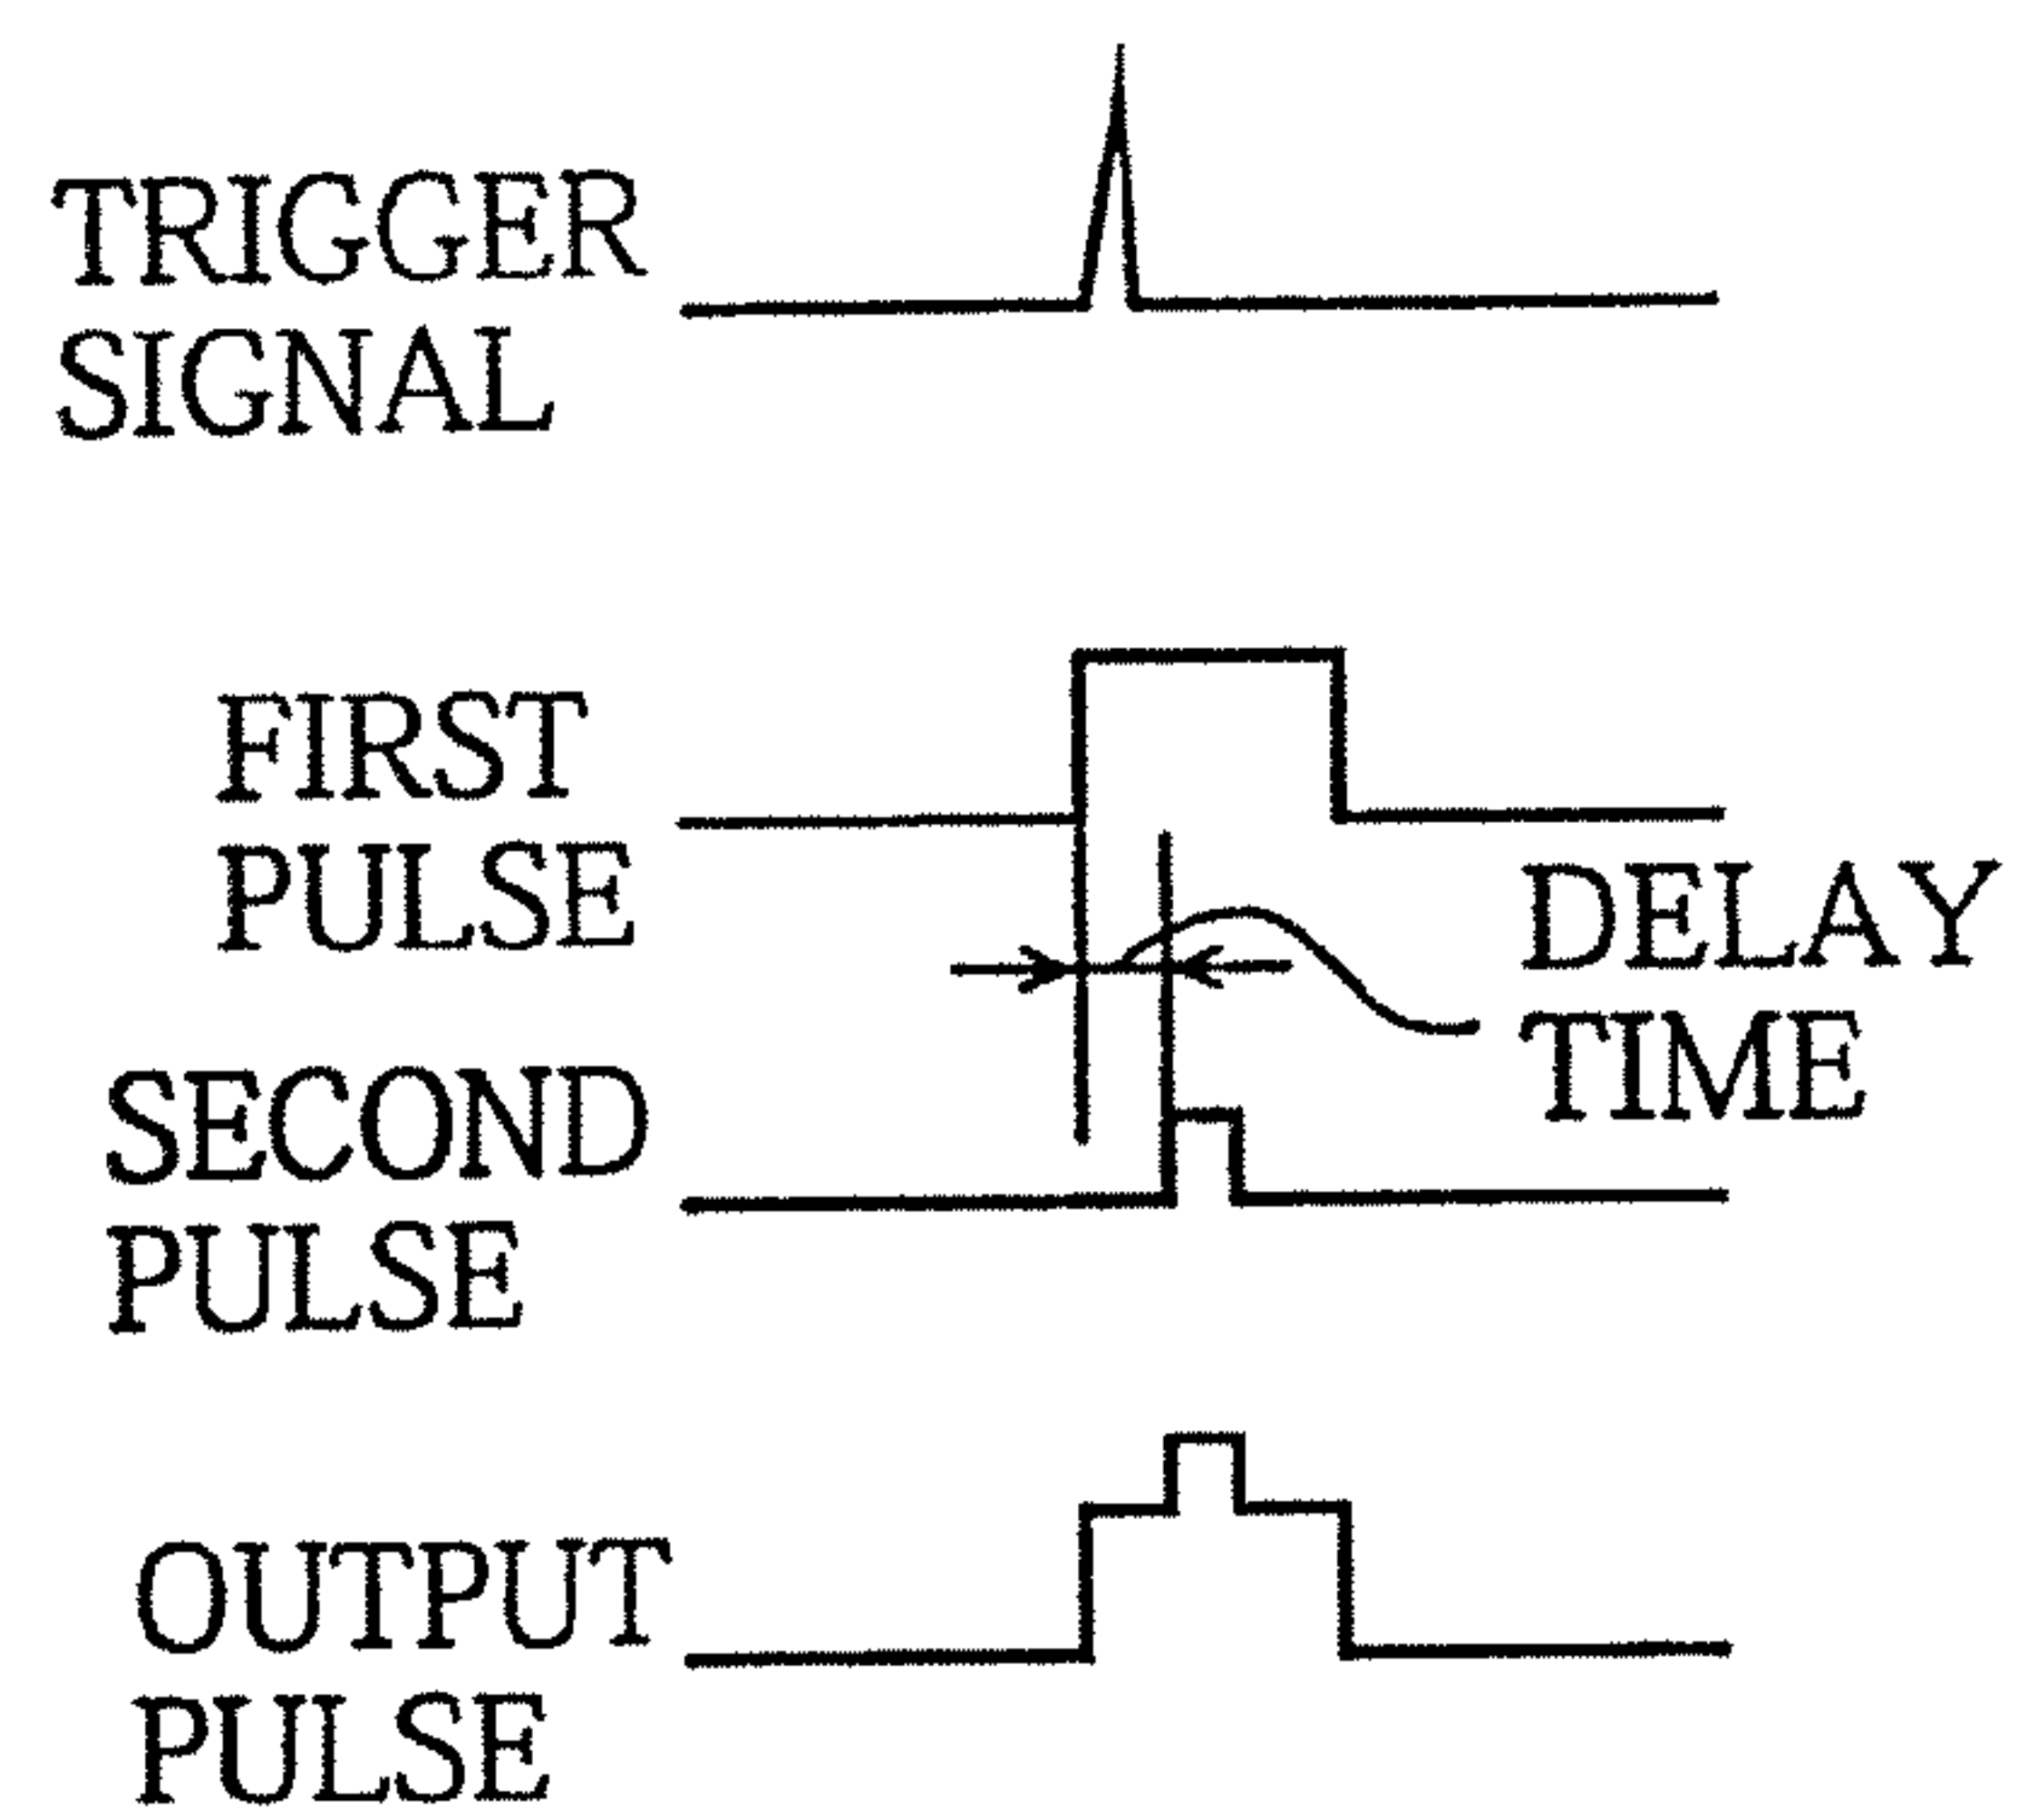 TRIGGER
SIGNAL
FIRST
PULSE
DELAY
TIME
SECOND
PULSE
OUTPUT
PULSE